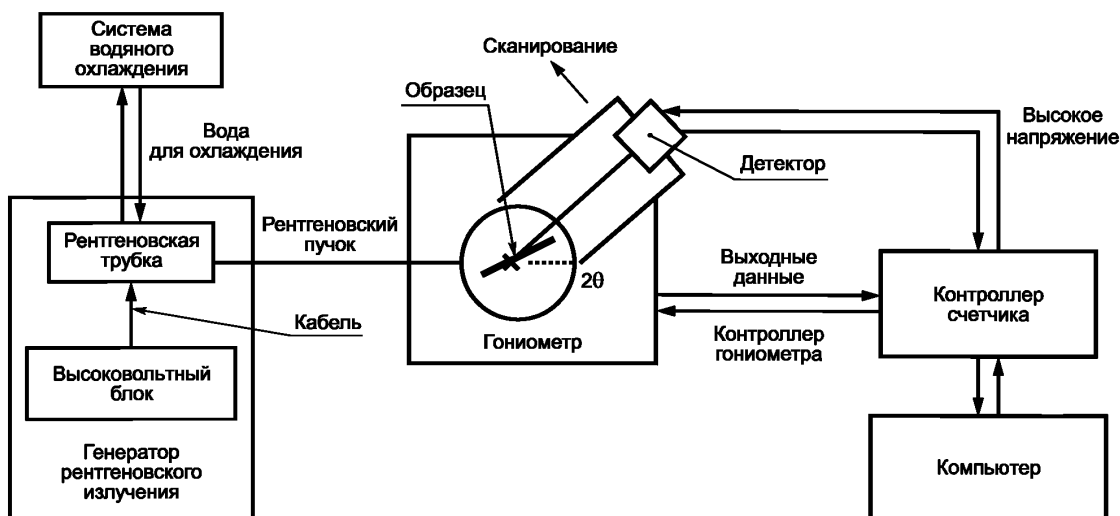 Система
водяного
охлаждения
Вода
для охлаждения
Рентгеновская
трубка
Кабель
Высоковольтный
блок
Генератор
рентгеновского
излучения
Рентгеновский
пучок
Сканирование
Образец
Детектор
2θ
Гониометр
Высокое
напряжение
Выходные
данные
Контроллер
гониометра
Контроллер
счетчика
Компьютер